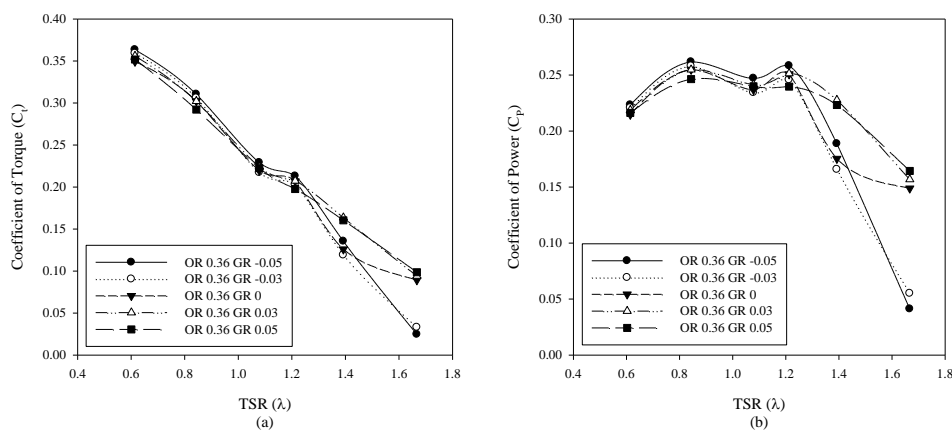 0.40
0.35
0.30
0.25
0.20
0.15
0.10
0.05
0.00
Coefficient of Torque (Ct)
OR 0.36 GR -0.05
OR 0.36 GR -0.03
OR 0.36 GR 0
OR 0.36 GR 0.03
OR 0.36 GR 0.05
0.4 0.6 0.8 1.0 1.2 1.4 1.6 1.8
TSR (λ)
(a)
0.30
0.25
0.20
0.15
0.10
0.05
0.00
Coefficient of Power (CP)
OR 0.36 GR -0.05
OR 0.36 GR -0.03
OR 0.36 GR 0
OR 0.36 GR 0.03
OR 0.36 GR 0.05
0.4 0.6 0.8 1.0 1.2 1.4 1.6 1.8
TSR (λ)
(b)